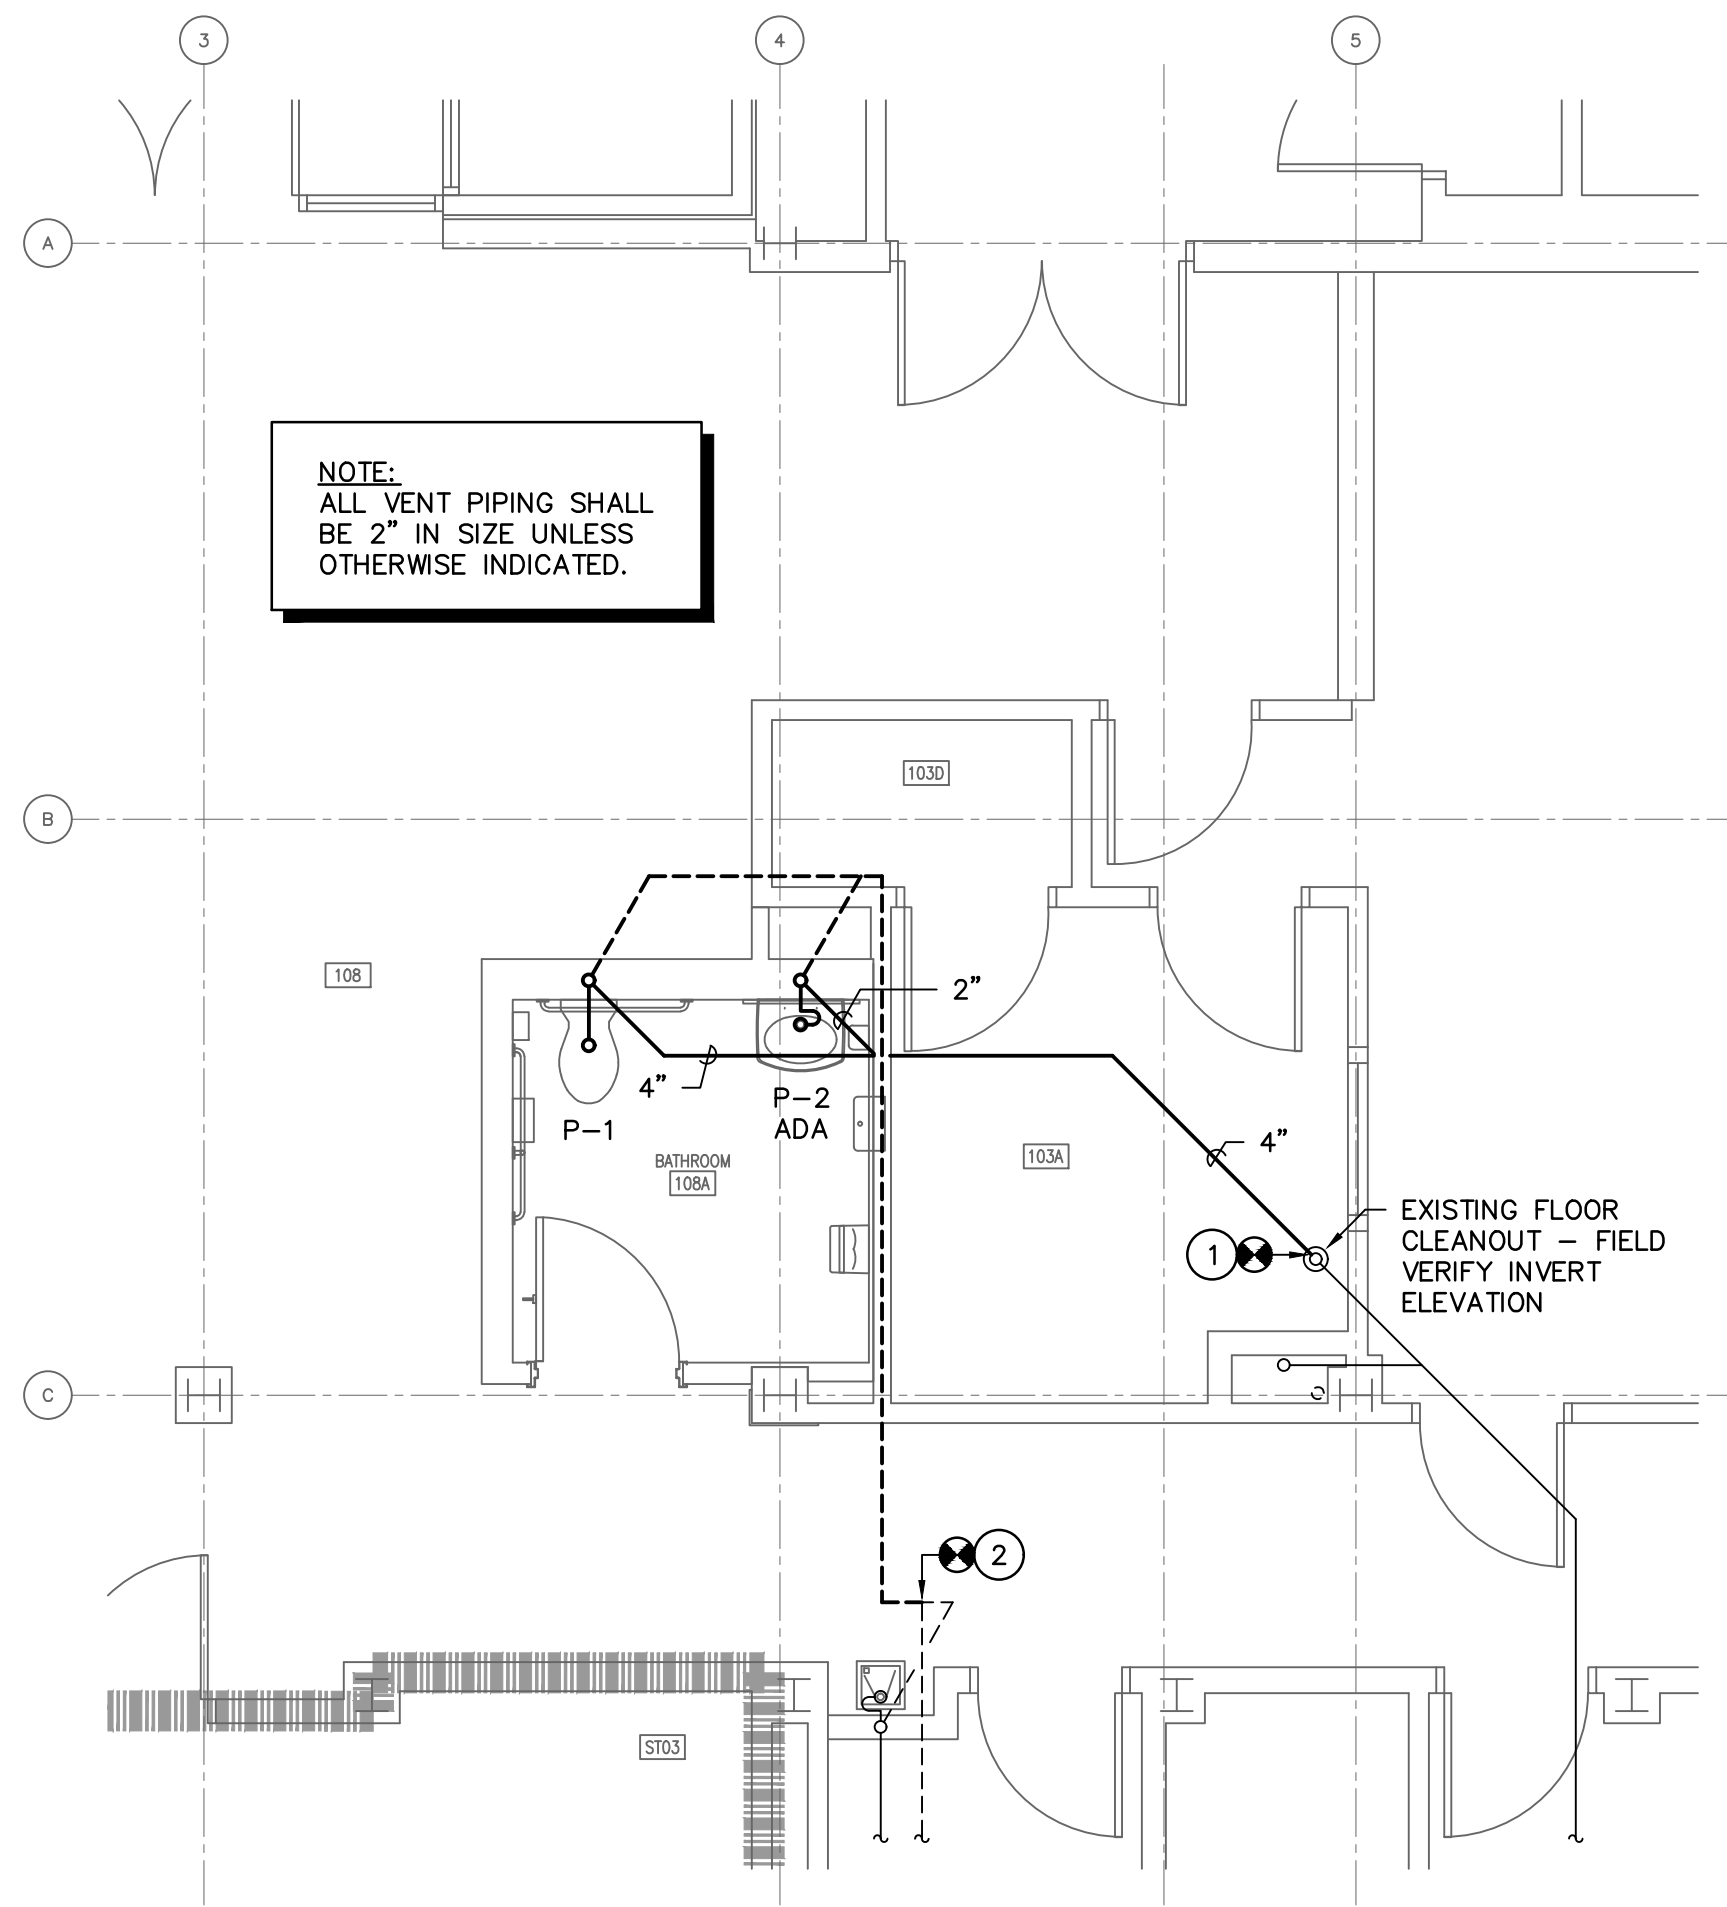 3
4
5
A
NOTE:
ALL VENT PIPING SHALL
BE 2” IN SIZE UNLESS
OTHERWISE INDICATED.
103D
B
108
2”
4”
P-2
ADA
P-1
BATHROOM
108A
103A
4”
1
EXISTING FLOOR
CLEANOUT – FIELD
VERIFY INVERT
ELEVATION
C
2
ST03